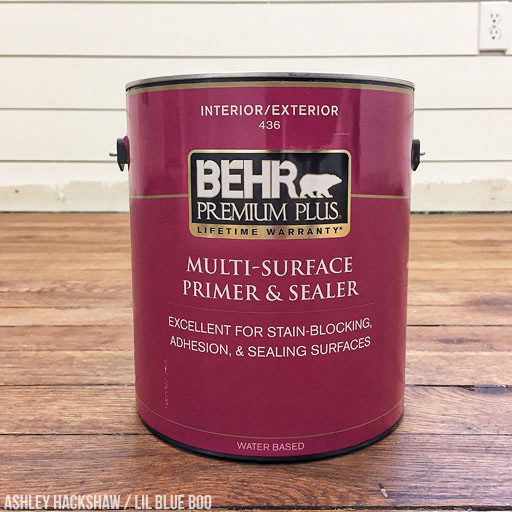 INTERIOR/EXTERIOR
436
BEHR
PREMIUM PLUS
LIFETIME WARRANTY*
MULTI-SURFACE
PRIMER & SEALER
EXCELLENT FOR STAIN-BLOCKING,
ADHESION, & SEALING SURFACES
WATER BASED
ASHLEY HACKSHAW / LIL BLUE BOO